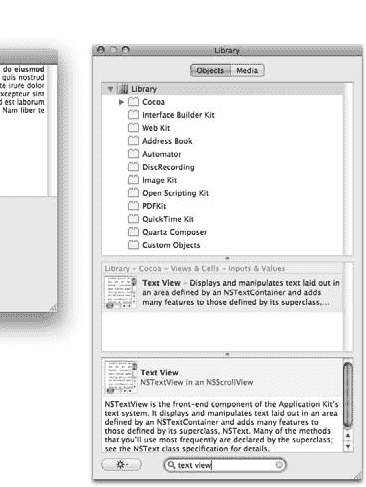 do eiusmod
quis nostrud
te irure dolor
xcepteur sint
d est laborum
Nam liber te
Library
Objects Media
Library
Cocoa
Interface Builder Kit
Web Kit
Address Book
Automator
DiscRecording
Image Kit
Open Scripting Kit
PDFKit
QuickTime Kit
Quartz Composer
Custom Objects
Library – Cocoa – Views & Cells – Inputs & Values
Text View – Displays and manipulates text laid out in
an area defined by an NSTextContainer and adds
many features to those defined by its superclass,...
Text View
NSTextView in an NSScrollView
NSTextView is the front-end component of the Application Kit's
text system. It displays and manipulates text laid out in an area
defined by an NSTextContainer and adds many features to
those defined by its superclass, NSText. Many of the methods
that you'll use most frequently are declared by the superclass;
see the NSText class specification for details.
text view